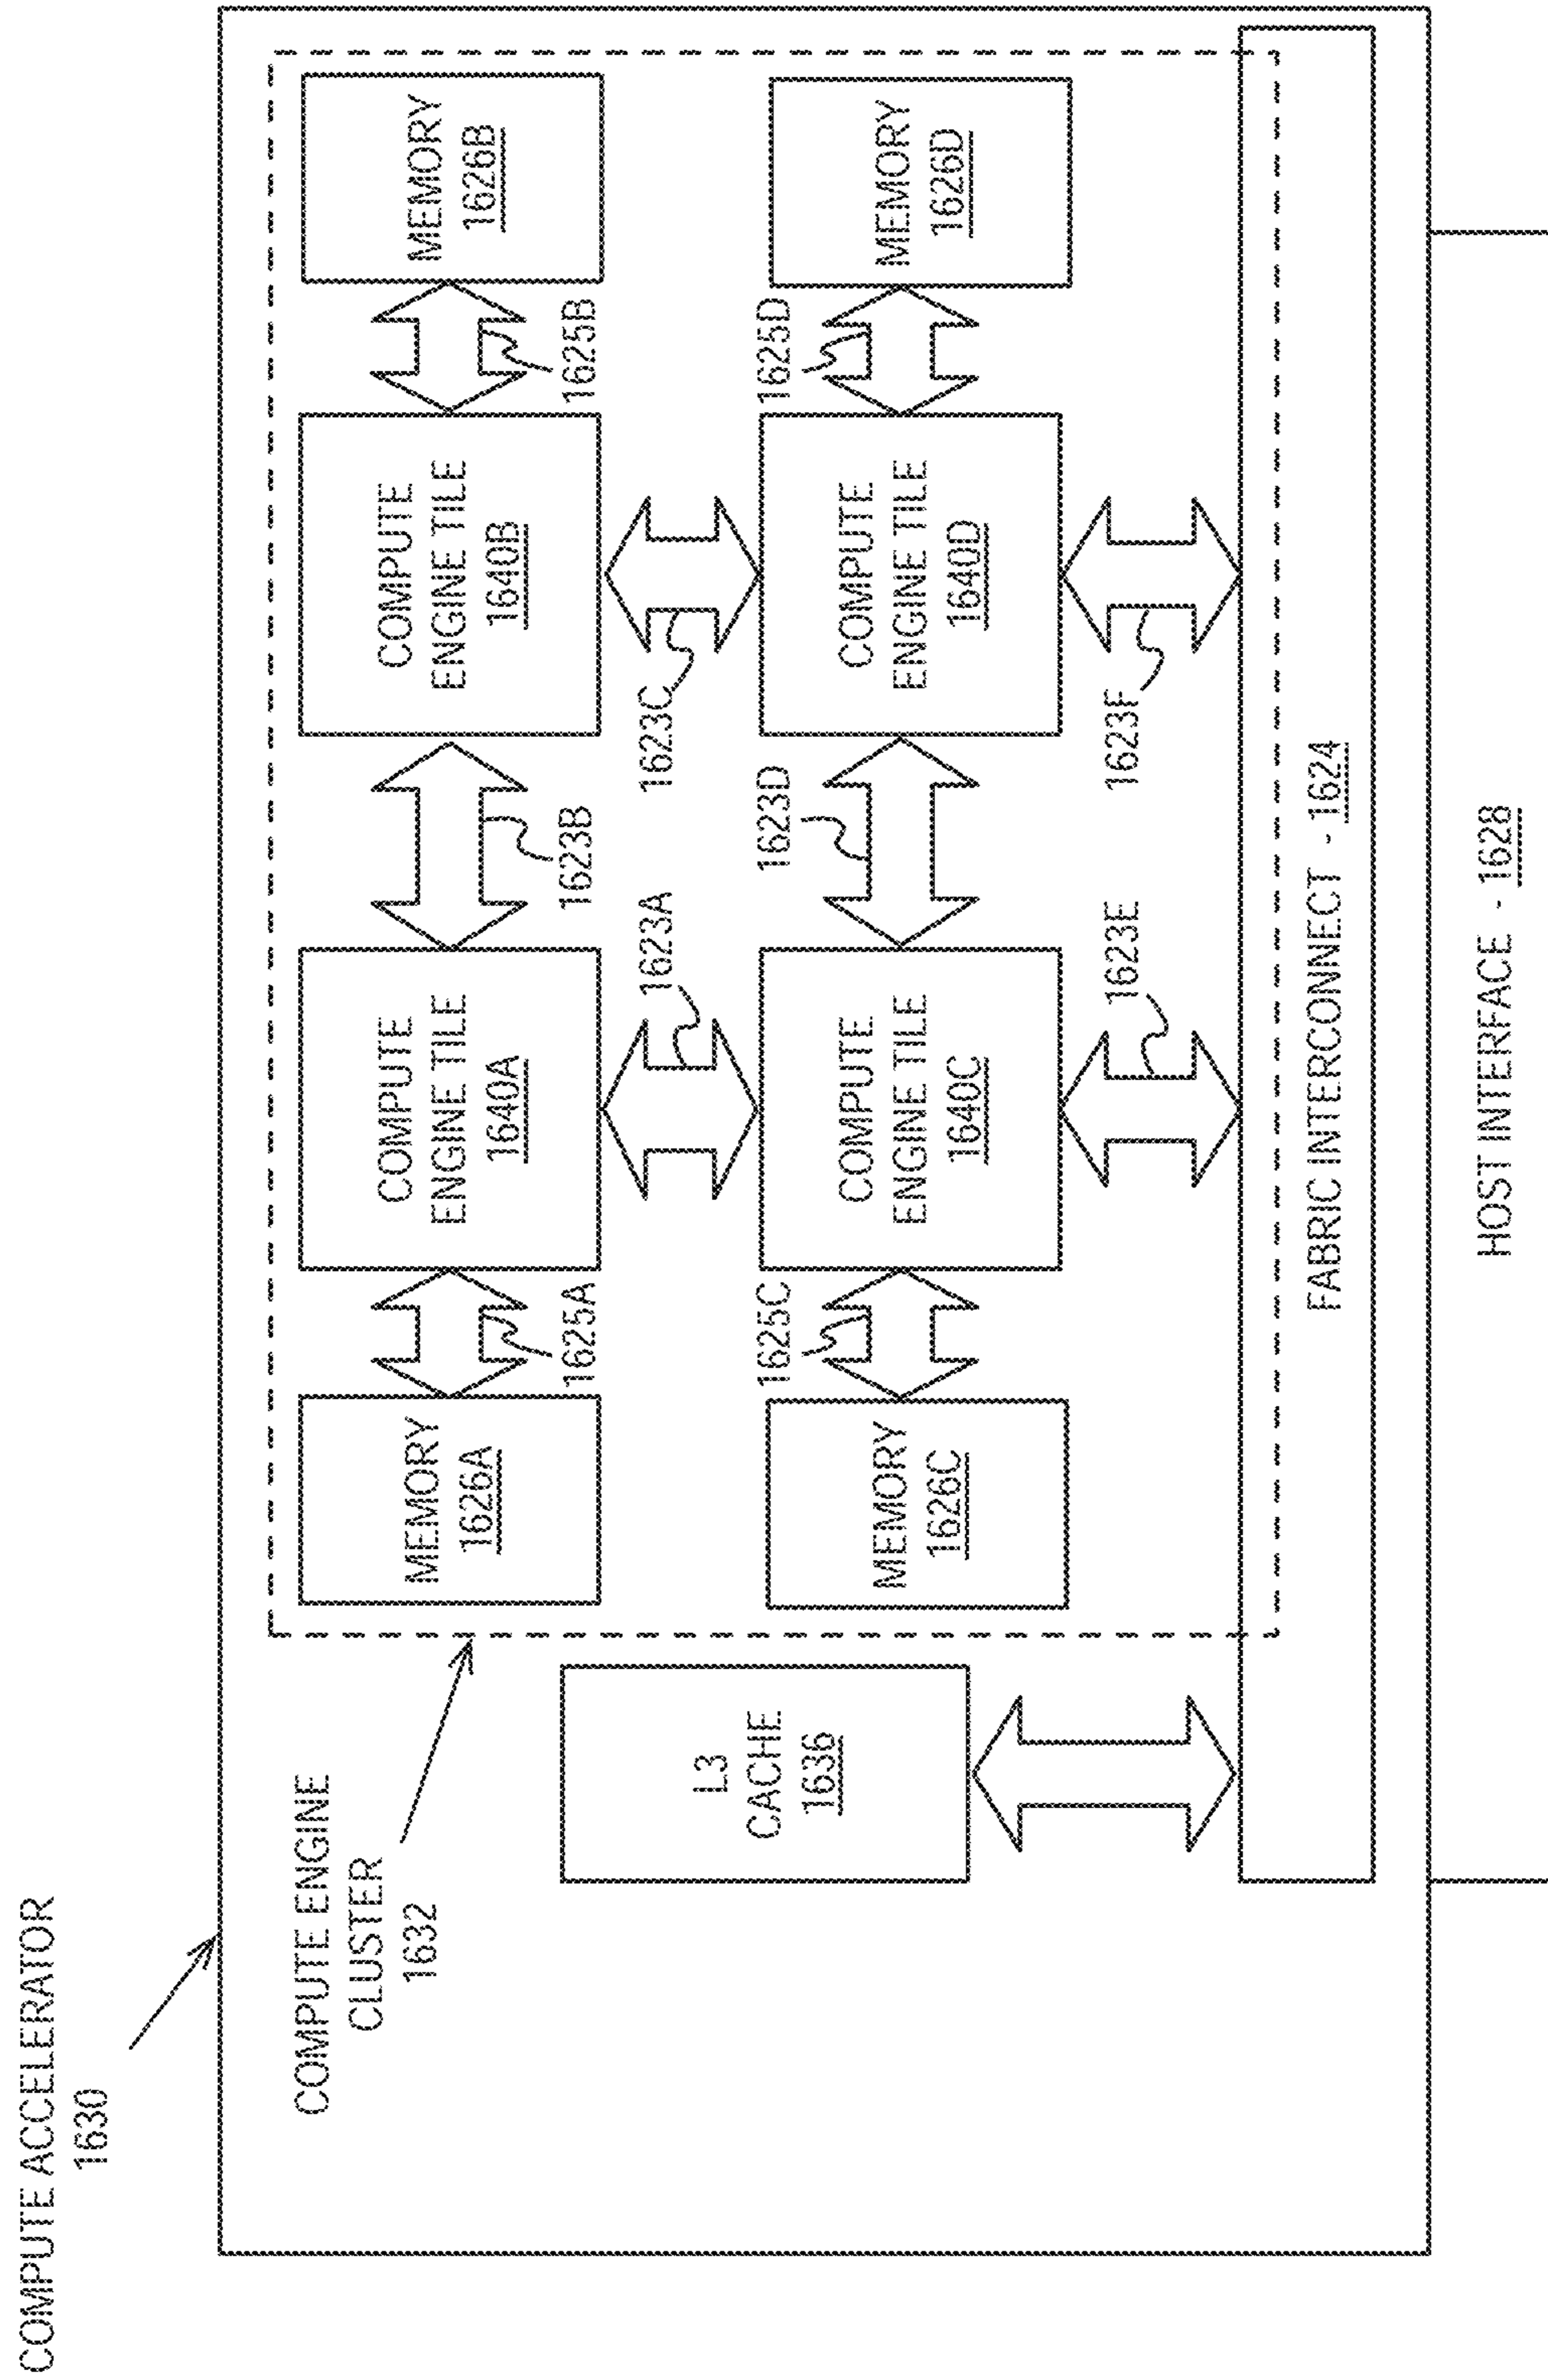 COMPUTE ACCELERATOR
1630
COMPUTE ENGINE
CLUSTER
1632
MEMORY
1626A
1625A
COMPUTE
ENGINE TILE
1640A
1623B
COMPUTE
ENGINE TILE
1640B
1625B
MEMORY
1626B
1623A
1623C
L3
CACHE
1636
MEMORY
1626C
1625C
COMPUTE
ENGINE TILE
1640C
1623D
COMPUTE
ENGINE TILE
1640D
1625D
MEMORY
1626D
1623E
1623F
FABRIC INTERCONNECT - 1624
HOST INTERFACE - 1628